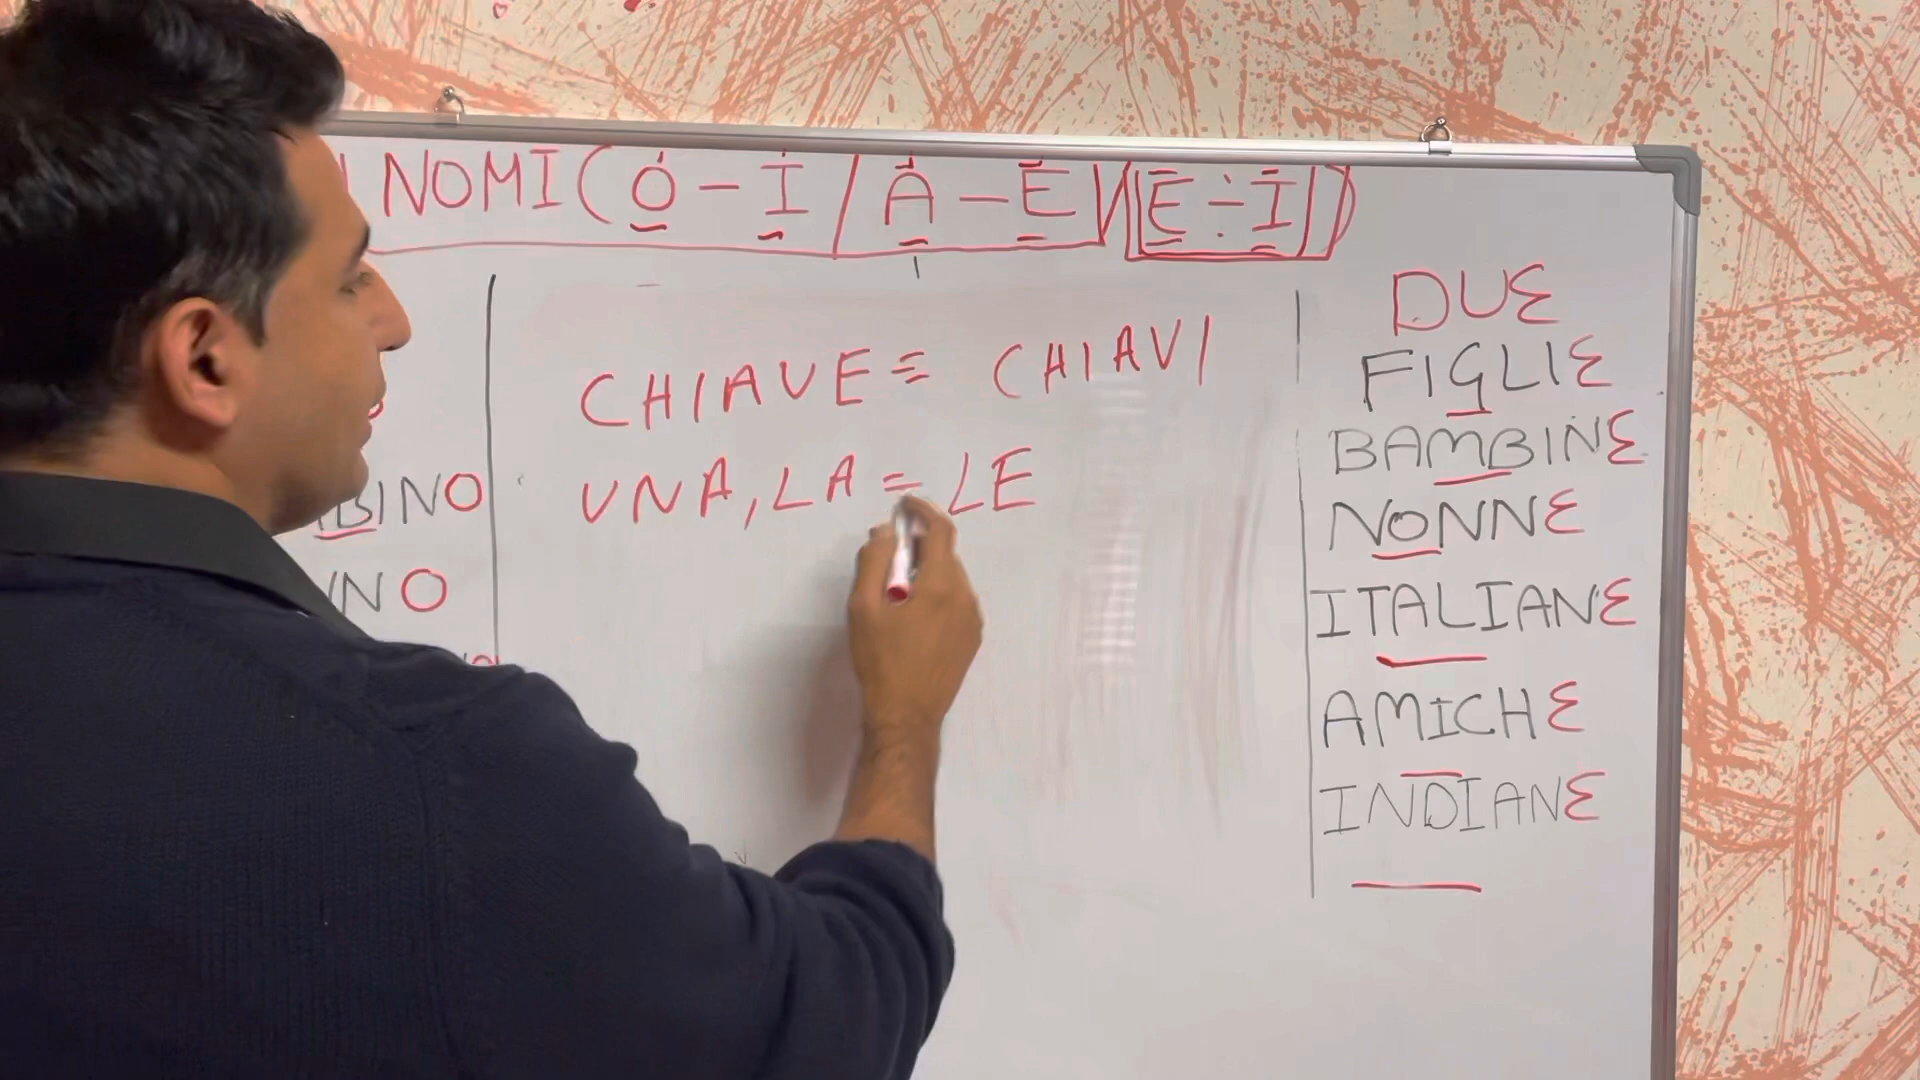 NOMI (O - I / A - E / (E - I))
CHIAVE = CHIAVI
UNA, LA = LE
BINO
NO
DUE
FIGLIE
BAMBINE
NONNE
ITALIANE
AMICHE
INDIANE